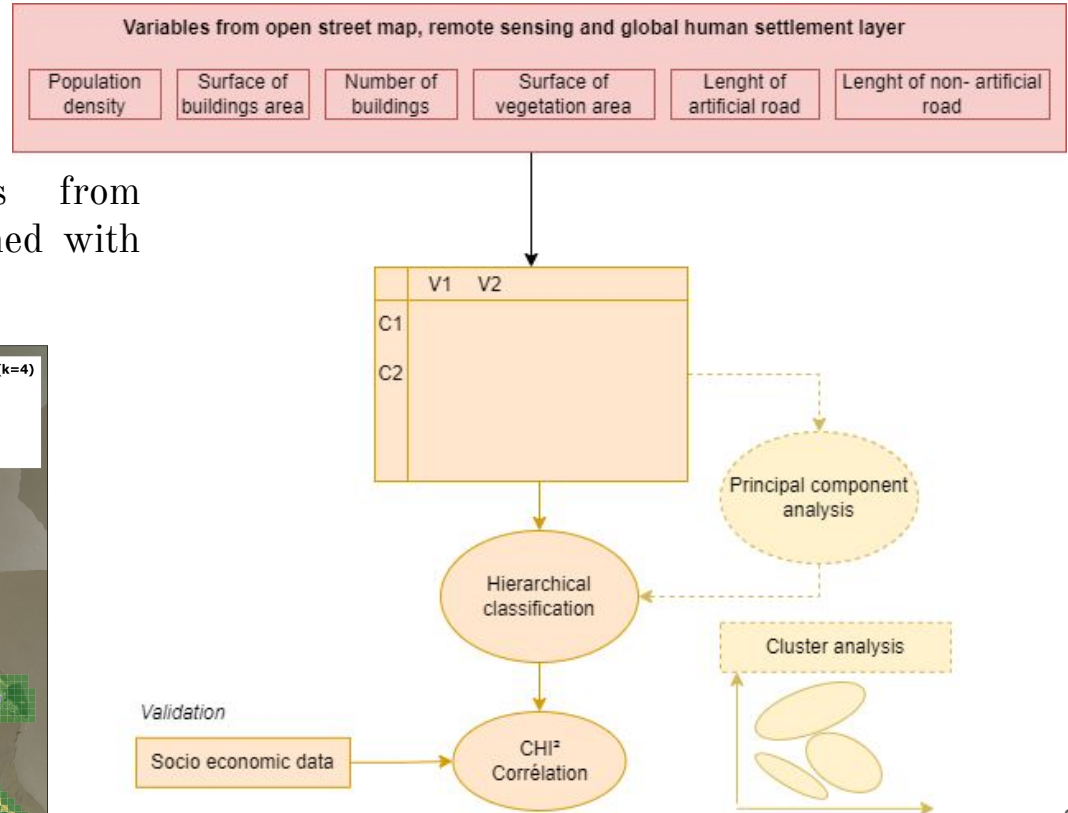 Variables from open street map, remote sensing and global human settlement layer
Population
density
Surface of
buildings area
Number of
buildings
Surface of
vegetation area
Lenght of
artificial road
Lenght of non- artificial
road
from
with
V1 V2
C1
C2
(k=4)
Principal component
analysis
Hierarchical
classification
Cluster analysis
Validation
Socio economic data
CHI²
Corrélation